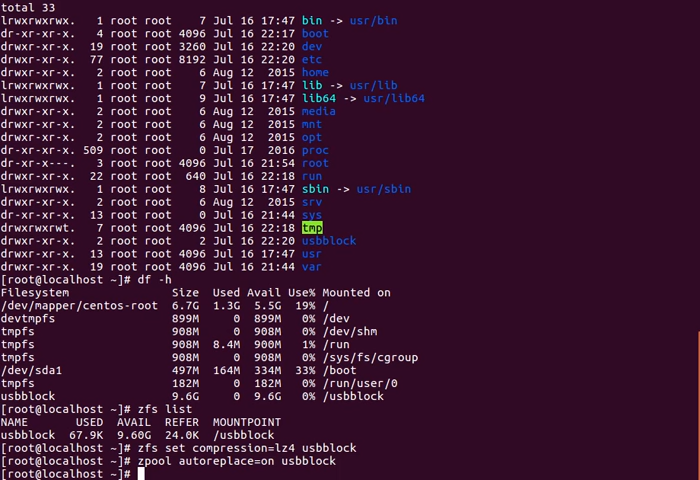 total 33
lrwxrwxrwx.   1 root root    7 Jul 16 17:47 bin -> usr/bin
dr-xr-xr-x.   4 root root 4096 Jul 16 22:17 boot
drwxr-xr-x.  19 root root 3260 Jul 16 22:20 dev
drwxr-xr-x.  77 root root 8192 Jul 16 22:20 etc
drwxr-xr-x.   2 root root    6 Aug 12  2015 home
lrwxrwxrwx.   1 root root    7 Jul 16 17:47 lib -> usr/lib
lrwxrwxrwx.   1 root root    9 Jul 16 17:47 lib64 -> usr/lib64
drwxr-xr-x.   2 root root    6 Aug 12  2015 media
drwxr-xr-x.   2 root root    6 Aug 12  2015 mnt
drwxr-xr-x.   2 root root    6 Aug 12  2015 opt
dr-xr-xr-x. 509 root root    0 Jul 17  2016 proc
dr-xr-x---.   3 root root 4096 Jul 16 21:54 root
drwxr-xr-x.  22 root root  640 Jul 16 22:18 run
lrwxrwxrwx.   1 root root    8 Jul 16 17:47 sbin -> usr/sbin
drwxr-xr-x.   2 root root    6 Aug 12  2015 srv
dr-xr-xr-x.  13 root root    0 Jul 16 21:44 sys
drwxrwxrwt.   7 root root 4096 Jul 16 22:18 tmp
drwxr-xr-x.   2 root root    2 Jul 16 22:20 usbblock
drwxr-xr-x.  13 root root 4096 Jul 16 17:47 usr
drwxr-xr-x.  19 root root 4096 Jul 16 21:44 var
[root@localhost ~]# df -h
Filesystem               Size  Used Avail Use% Mounted on
/dev/mapper/centos-root  6.7G  1.3G  5.5G  19% /
devtmpfs                 899M     0  899M   0% /dev
tmpfs                    908M     0  908M   0% /dev/shm
tmpfs                    908M  8.4M  900M   1% /run
tmpfs                    908M     0  908M   0% /sys/fs/cgroup
/dev/sda1                497M  164M  334M  33% /boot
tmpfs                    182M     0  182M   0% /run/user/0
usbblock                 9.6G     0  9.6G   0% /usbblock
[root@localhost ~]# zfs list
NAME       USED  AVAIL  REFER  MOUNTPOINT
usbblock  67.9K  9.60G  24.0K  /usbblock
[root@localhost ~]# zfs set compression=lz4 usbblock
[root@localhost ~]# zpool autoreplace=on usbblock
[root@localhost ~]#